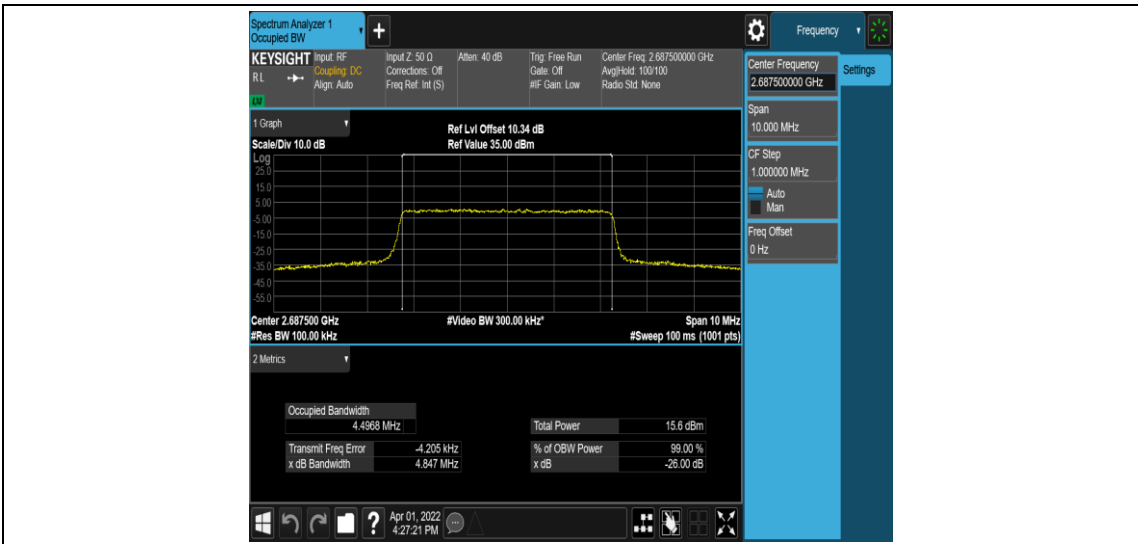 Spectrum Analyzer 1
Occupied BW
+
Frequency
KEYSIGHT
RL
LXI
Input: RF
Coupling: DC
Align: Auto
Input Z: 50 Ω
Corrections: Off
Freq Ref: Int (S)
Atten: 40 dB
Trig: Free Run
Gate: Off
#IF Gain: Low
Center Freq: 2.687500000 GHz
Avg|Hold: 100/100
Radio Std: None
Center Frequency
2.687500000 GHz
Settings
Span
10.000 MHz
CF Step
1.000000 MHz
Auto
Man
Freq Offset
0 Hz
1 Graph
Scale/Div 10.0 dB
Ref Lvl Offset 10.34 dB
Ref Value 35.00 dBm
Log
25.0
15.0
5.00
-5.00
-15.0
-25.0
-35.0
-45.0
-55.0
Center 2.687500 GHz
#Video BW 300.00 kHz*
Span 10 MHz
#Res BW 100.00 kHz
#Sweep 100 ms (1001 pts)
2 Metrics
Occupied Bandwidth
4.4968 MHz
Total Power 15.6 dBm
Transmit Freq Error -4.205 kHz
% of OBW Power 99.00 %
x dB Bandwidth 4.847 MHz
x dB -26.00 dB
?
Apr 01, 2022
4:27:21 PM